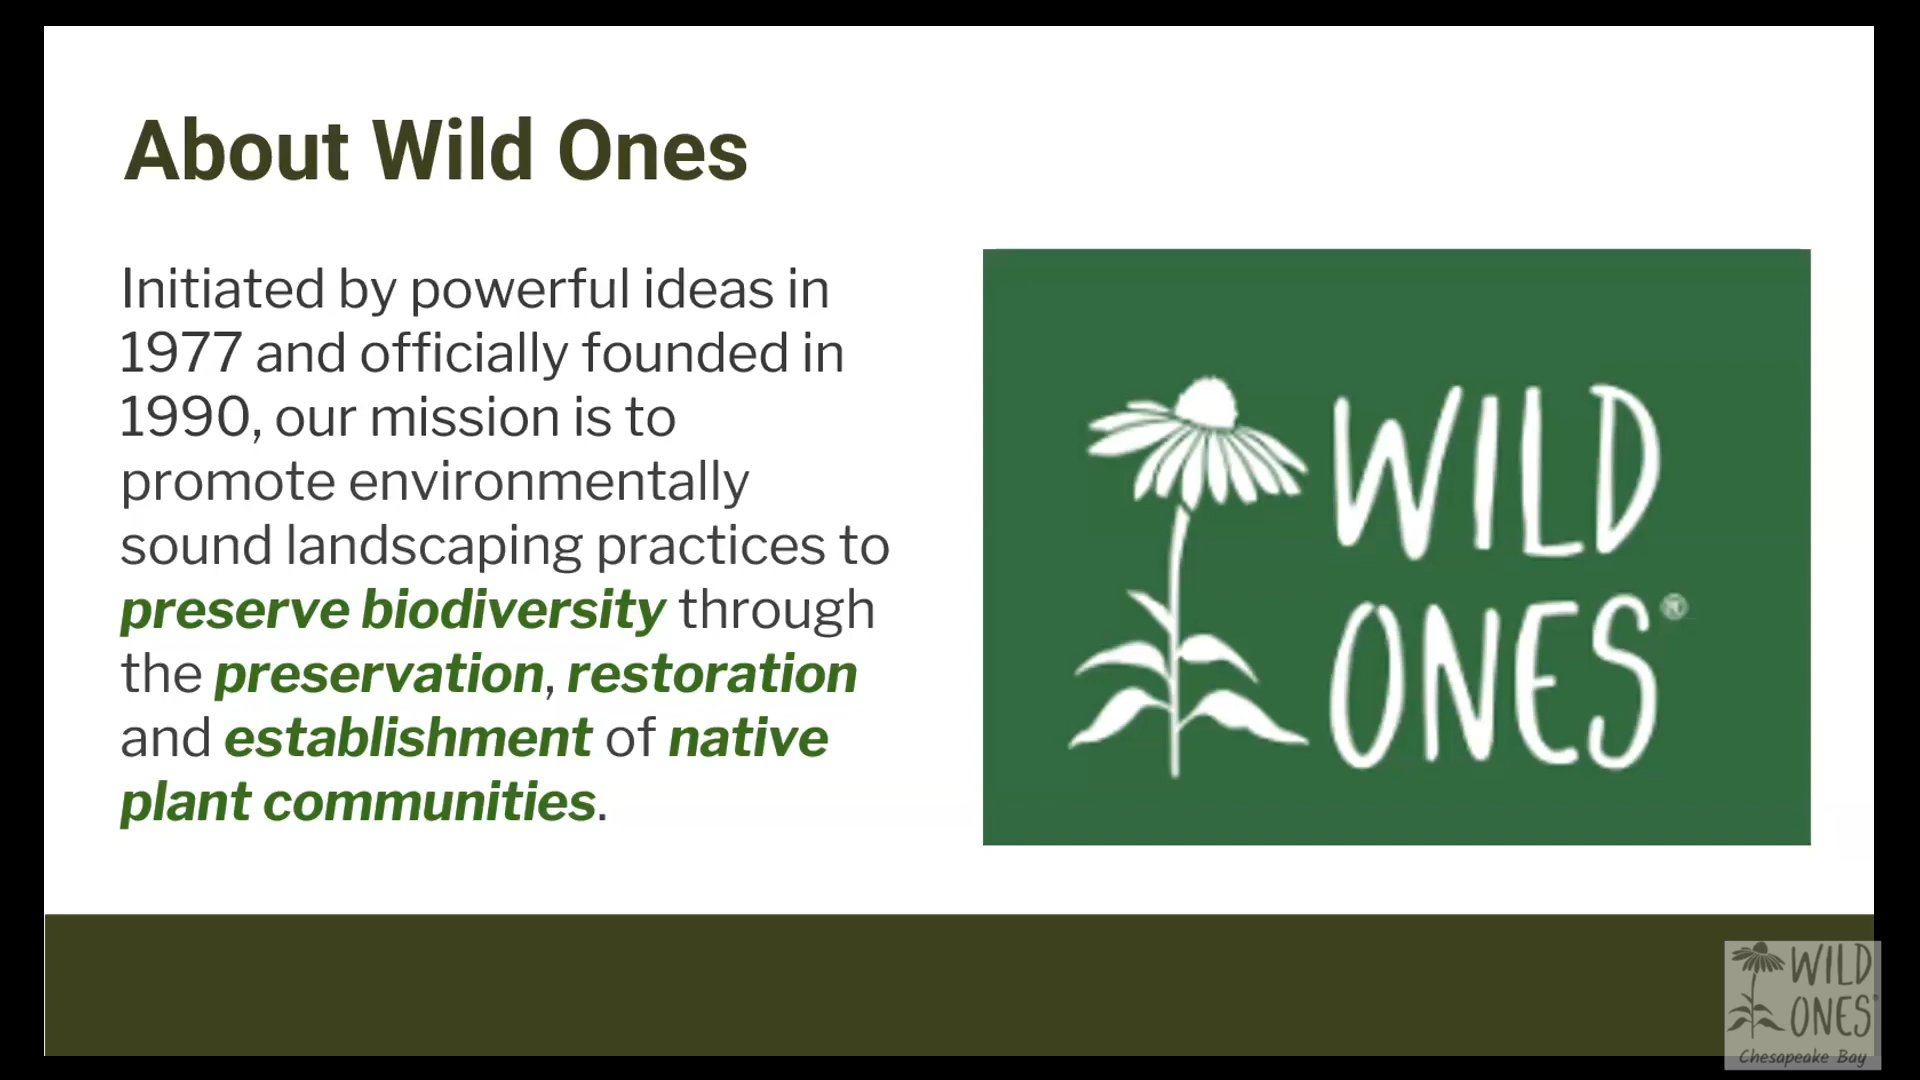 About Wild Ones
Initiated by powerful ideas in
1977 and officially founded in
1990, our mission is to
promote environmentally
sound landscaping practices to
preserve biodiversity through
the preservation, restoration
and establishment of native
plant communities.
WILD
ONES®
WILD
ONES®
Chesapeake Bay